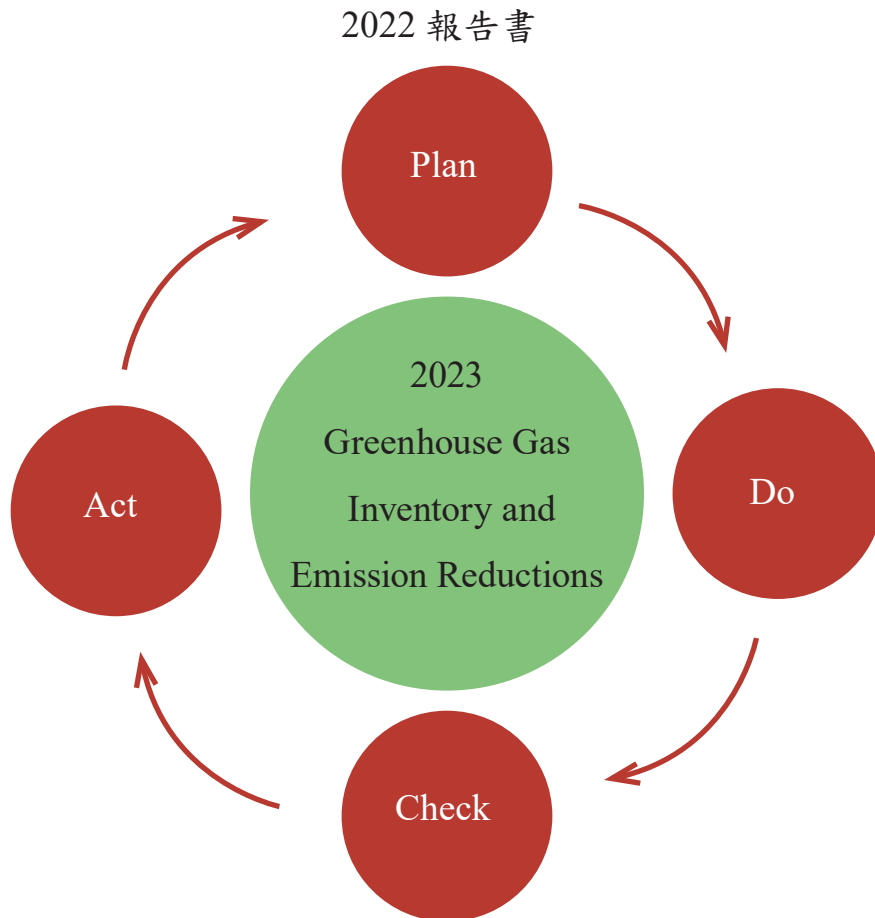 2022 報告書
Plan
2023
Greenhouse Gas
Inventory and
Emission Reductions
Do
Act
Check